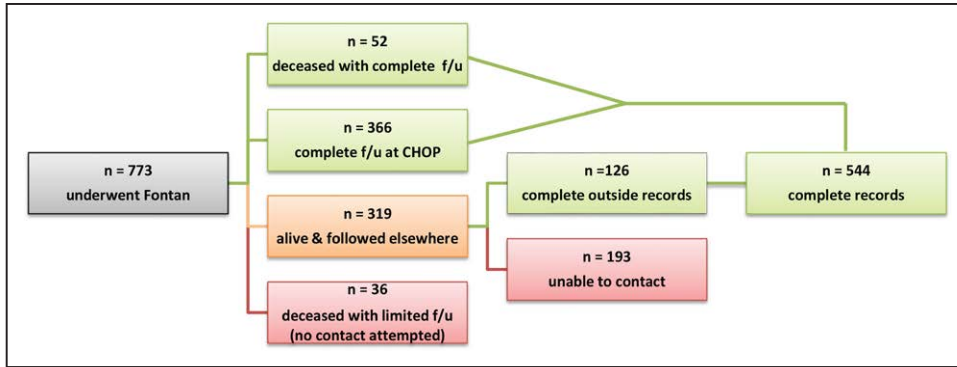 n = 773
underwent Fontan
n = 52
deceased with complete f/u
n = 366
complete f/u at CHOP
n = 319
alive & followed elsewhere
n = 36
deceased with limited f/u
(no contact attempted)
n =126
complete outside records
n = 193
unable to contact
n = 544
complete records